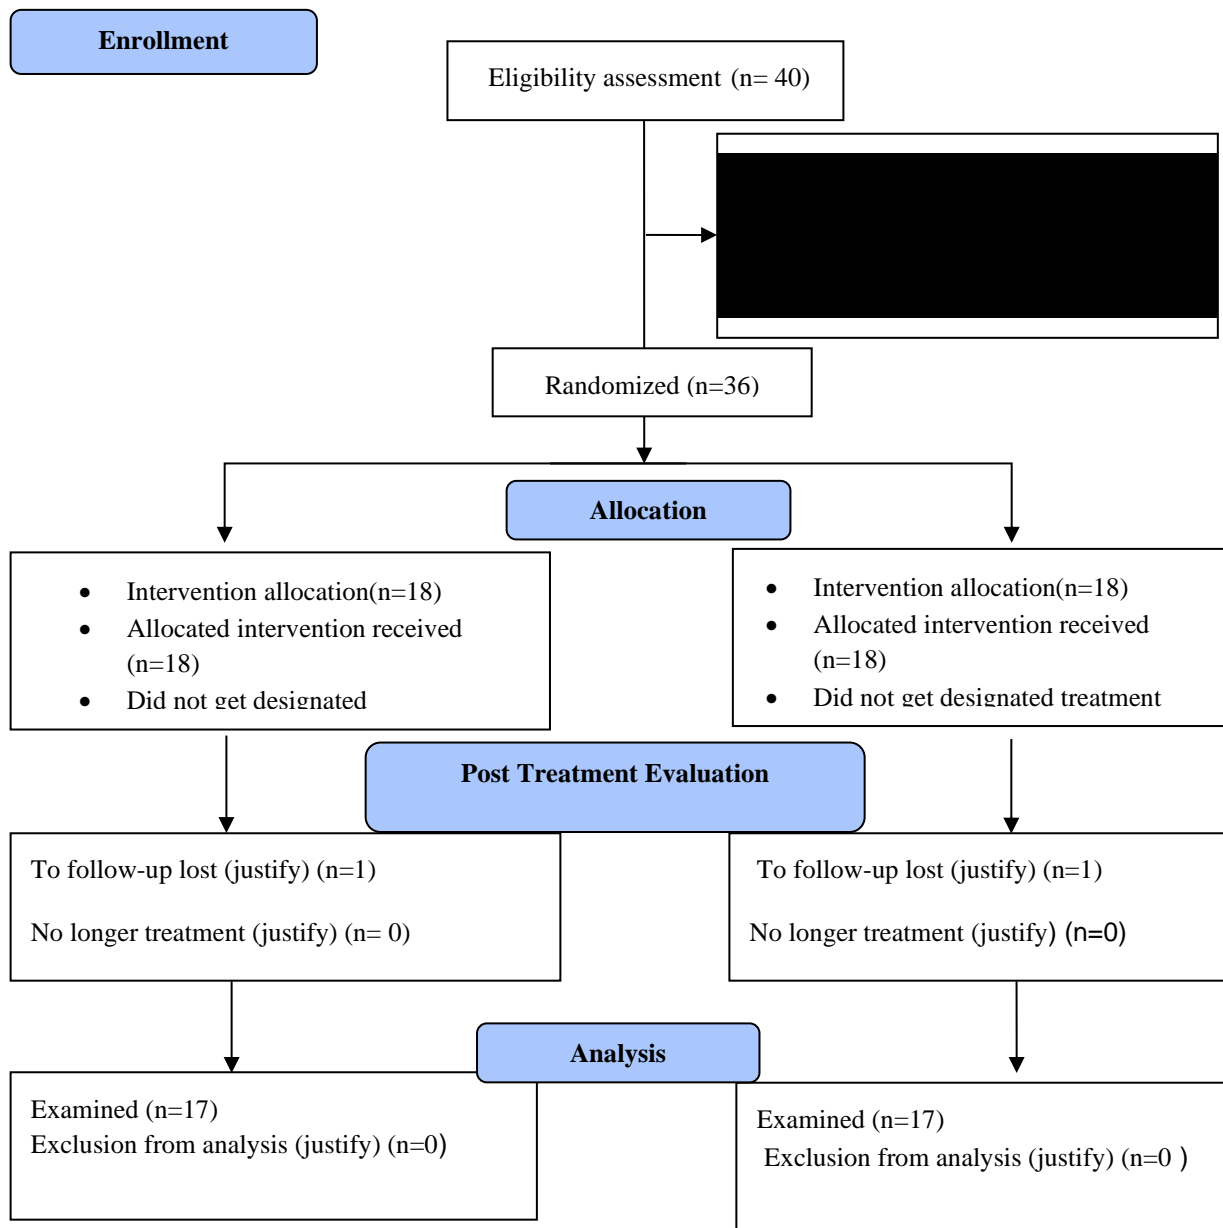 Enrollment
Eligibility assessment (n= 40)
Randomized (n=36)
Allocation
• Intervention allocation(n=18)
• Allocated intervention received
(n=18)
• Did not get designated
• Intervention allocation(n=18)
• Allocated intervention received
(n=18)
• Did not get designated treatment
Post Treatment Evaluation
To follow-up lost (justify) (n=1)
No longer treatment (justify) (n= 0)
To follow-up lost (justify) (n=1)
No longer treatment (justify) (n=0)
Analysis
Examined (n=17)
Exclusion from analysis (justify) (n=0)
Examined (n=17)
Exclusion from analysis (justify) (n=0 )